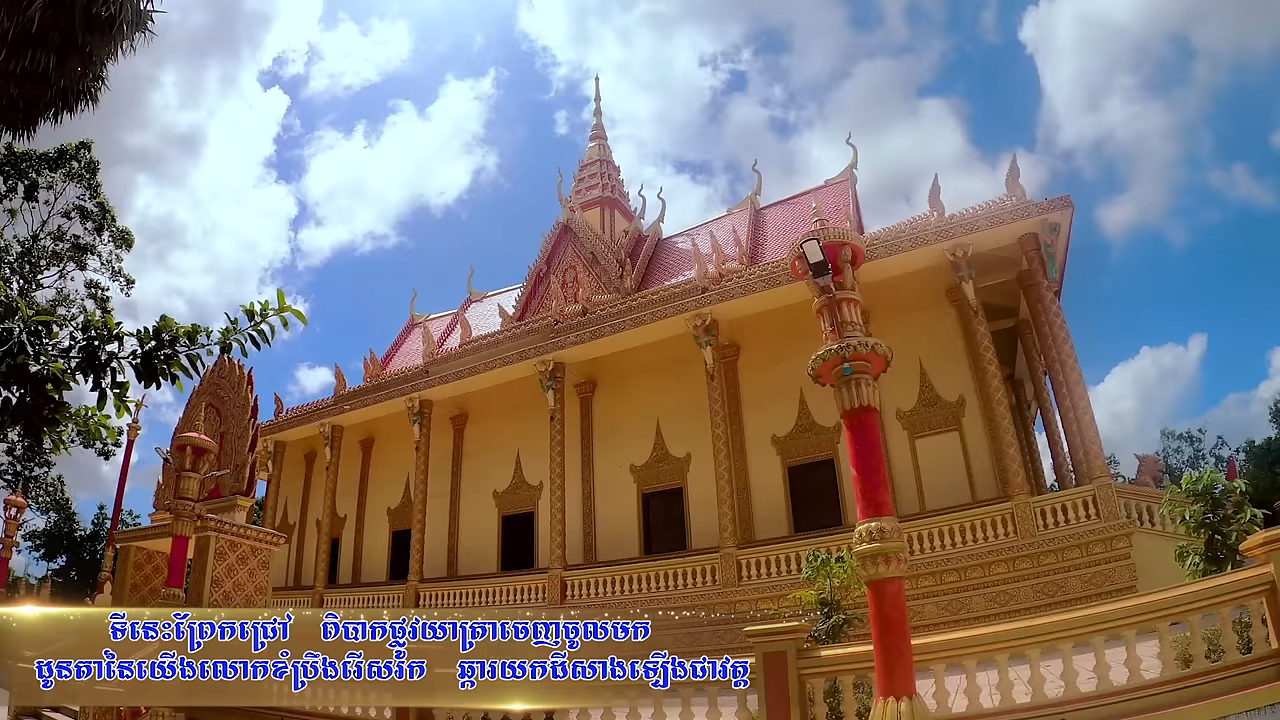 ទីនេះព្រែកជ្រៅ ពិបាកផ្លូវយាត្រាចេញចូលមក
ដូនតានៃយើងលោកខំប្រឹងរើសរ៉ក ឆ្ការយកដីសាងឡើងជាវត្ត